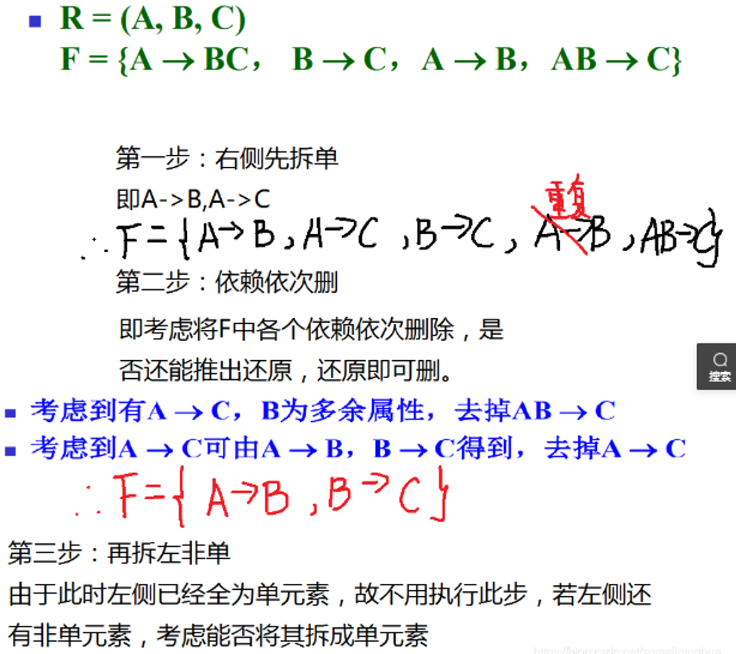 R = (A, B, C)
F = {A → BC， B → C，A → B，AB → C}
第一步：右侧先拆单
即A->B,A->C
重复
∴ F = { A→B , A→C , B→C , A→B , AB→C}
第二步：依赖依次删
即考虑将F中各个依赖依次删除，是
否还能推出还原，还原即可删。
搜索
考虑到有A → C，B为多余属性，去掉AB → C
考虑到A → C可由A → B，B → C得到，去掉A → C
∴ F = { A→B , B→C }
第三步：再拆左非单
由于此时左侧已经全为单元素，故不用执行此步，若左侧还
有非单元素，考虑能否将其拆成单元素